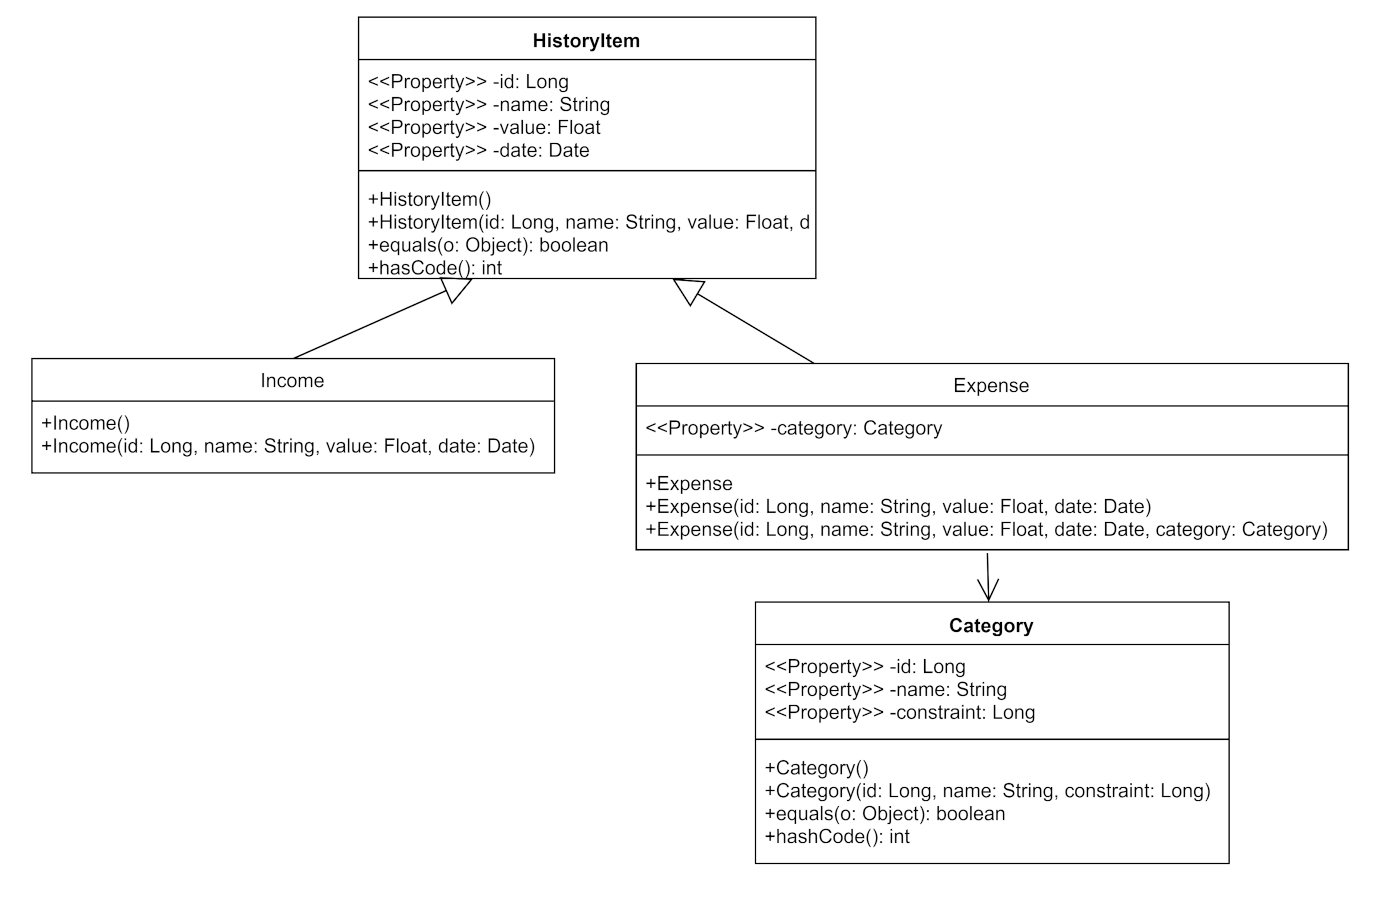 HistoryItem
<<Property>> -id: Long
<<Property>> -name: String
<<Property>> -value: Float
<<Property>> -date: Date
+HistoryItem()
+HistoryItem(id: Long, name: String, value: Float, d
+equals(o: Object): boolean
+hasCode(): int
Income
+Income()
+Income(id: Long, name: String, value: Float, date: Date)
Expense
<<Property>> -category: Category
+Expense
+Expense(id: Long, name: String, value: Float, date: Date)
+Expense(id: Long, name: String, value: Float, date: Date, category: Category)
Category
<<Property>> -id: Long
<<Property>> -name: String
<<Property>> -constraint: Long
+Category()
+Category(id: Long, name: String, constraint: Long)
+equals(o: Object): boolean
+hashCode(): int